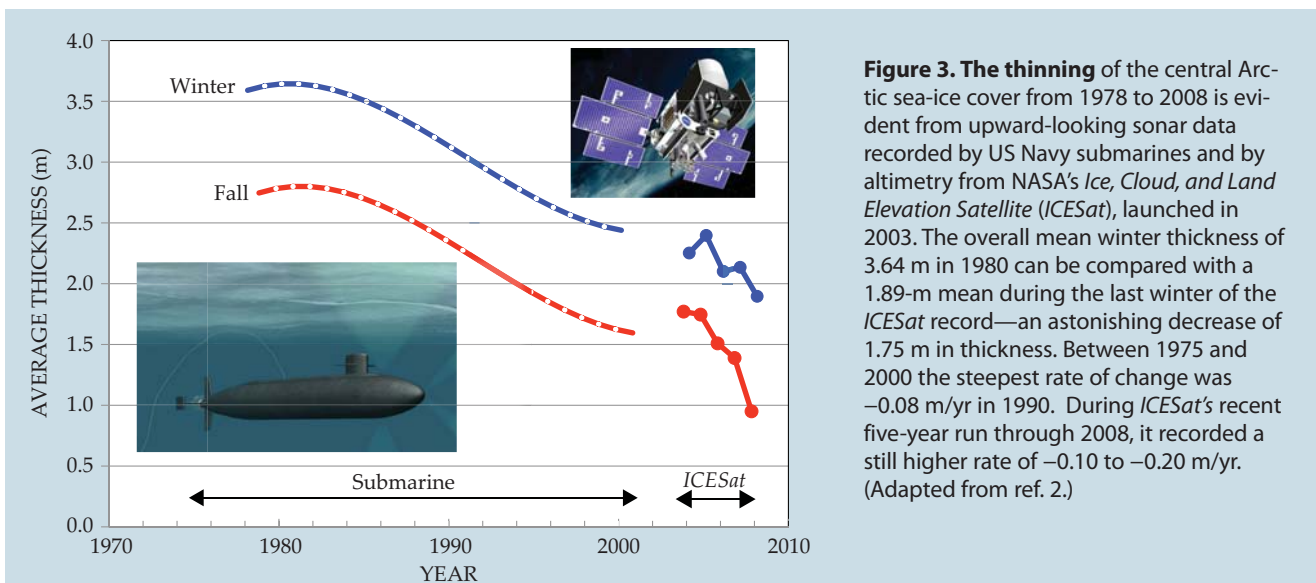 4.0
3.5
3.0
2.5
2.0
1.5
1.0
0.5
0.0
AVERAGE THICKNESS (m)
Winter
Fall
Submarine
ICESat
1970
1980
1990
2000
2010
YEAR
Figure 3. The thinning of the central Arc-
tic sea-ice cover from 1978 to 2008 is evi-
dent from upward-looking sonar data
recorded by US Navy submarines and by
altimetry from NASA’s Ice, Cloud, and Land
Elevation Satellite (ICESat), launched in
2003. The overall mean winter thickness of
3.64 m in 1980 can be compared with a
1.89-m mean during the last winter of the
ICESat record—an astonishing decrease of
1.75 m in thickness. Between 1975 and
2000 the steepest rate of change was
−0.08 m/yr in 1990. During ICESat’s recent
five-year run through 2008, it recorded a
still higher rate of −0.10 to −0.20 m/yr.
(Adapted from ref. 2.)